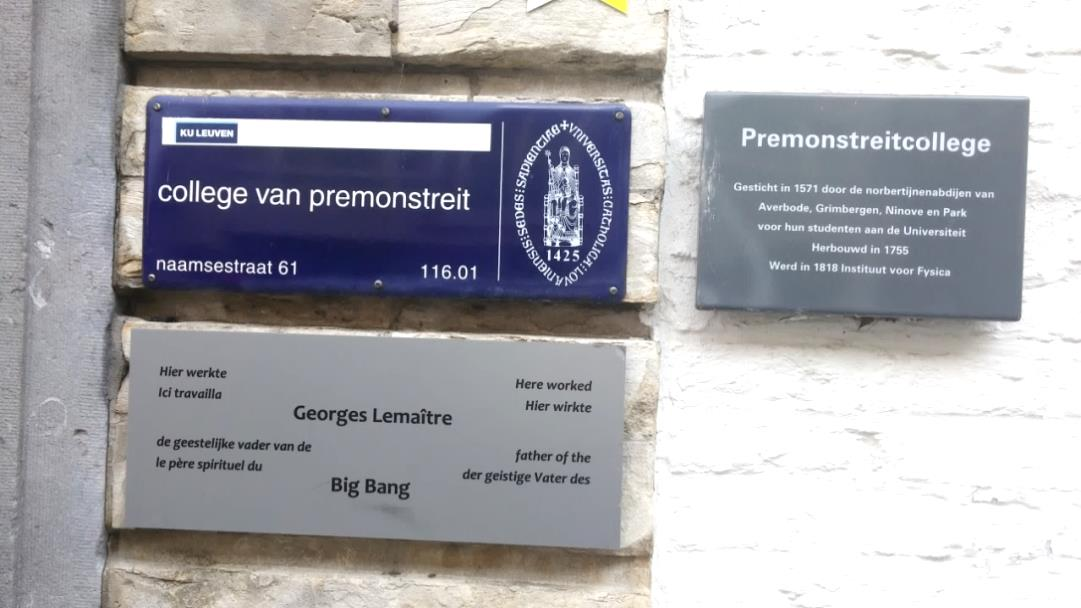 KU LEUVEN
college van premonstreit
naamsestraat 61
116.01
SEDES SAPIENTIAE
UNIVERSITAS CATHOLICA LOVANIENSIS
1425
Premonstreitcollege
Gesticht in 1571 door de norbertijnenabdijen van
Averbode, Grimbergen, Ninove en Park
voor hun studenten aan de Universiteit
Herbouwd in 1755
Werd in 1818 Instituut voor Fysica
Hier werkte
Ici travailla
Here worked
Hier wirkte
Georges Lemaître
de geestelijke vader van de
le père spirituel du
father of the
der geistige Vater des
Big Bang